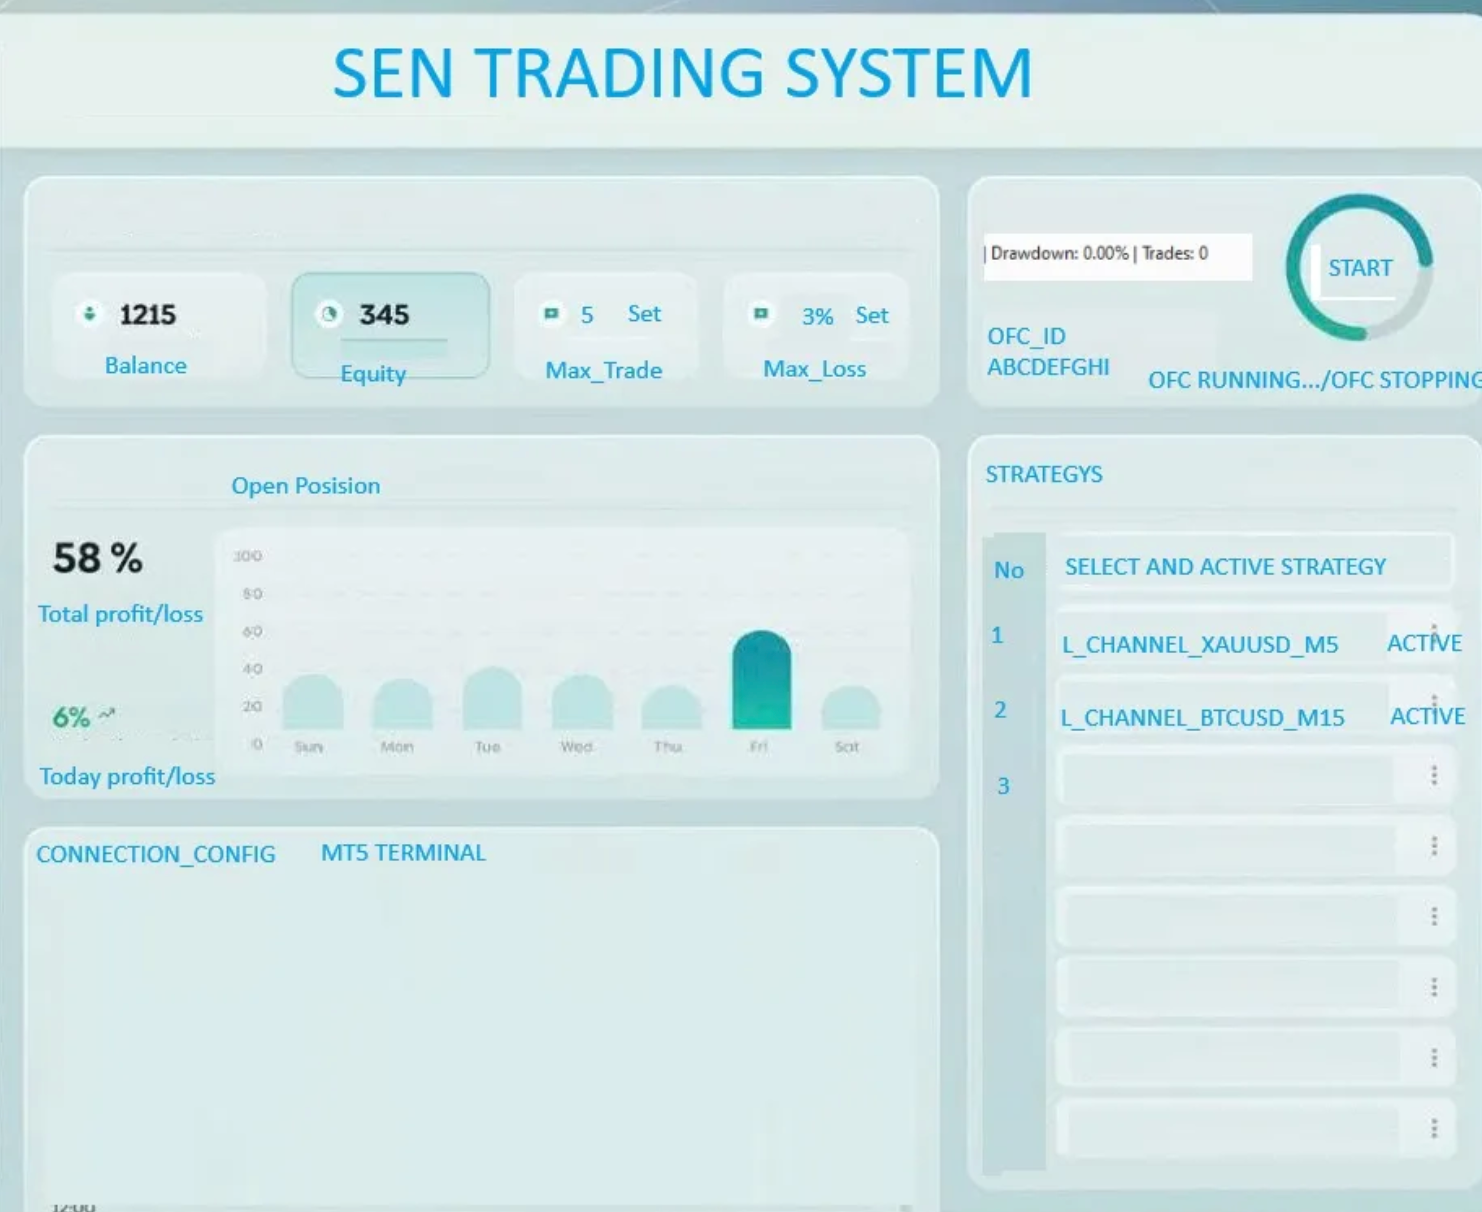 SEN TRADING SYSTEM
1215
Balance
345
Equity
5 Set
Max_Trade
3% Set
Max_Loss
| Drawdown: 0.00% | Trades: 0
START
OFC_ID
ABCDEFGHI
OFC RUNNING.../OFC STOPPING
Open Posision
58 %
Total profit/loss
6%
Today profit/loss
100
80
60
40
20
0
Sun Mon Tue Wed Thu Fri Sat
STRATEGYS
No SELECT AND ACTIVE STRATEGY
1 L_CHANNEL_XAUUSD_M5 ACTIVE
2 L_CHANNEL_BTCUSD_M15 ACTIVE
3
CONNECTION_CONFIG MT5 TERMINAL
12:00